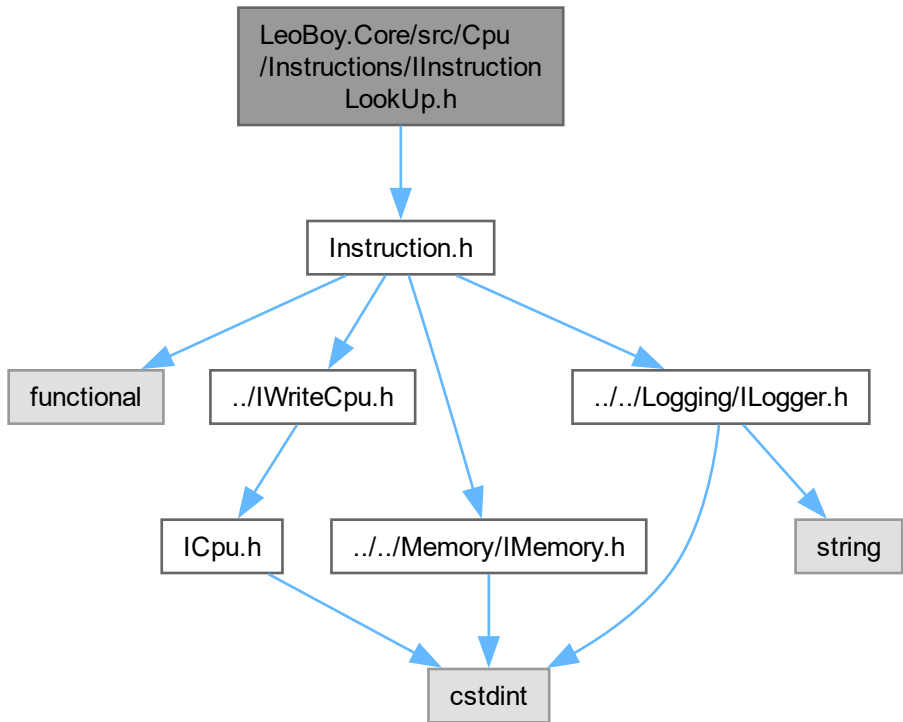 LeoBoy.Core/src/Cpu
/Instructions/IInstruction
LookUp.h
Instruction.h
functional
../IWriteCpu.h
../../Logging/ILogger.h
ICpu.h
../../Memory/IMemory.h
string
cstdint